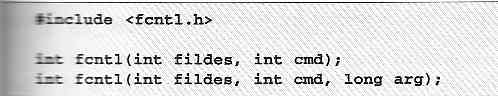 #include <fcntl.h>
int fcntl(int fildes, int cmd);
int fcntl(int fildes, int cmd, long arg);